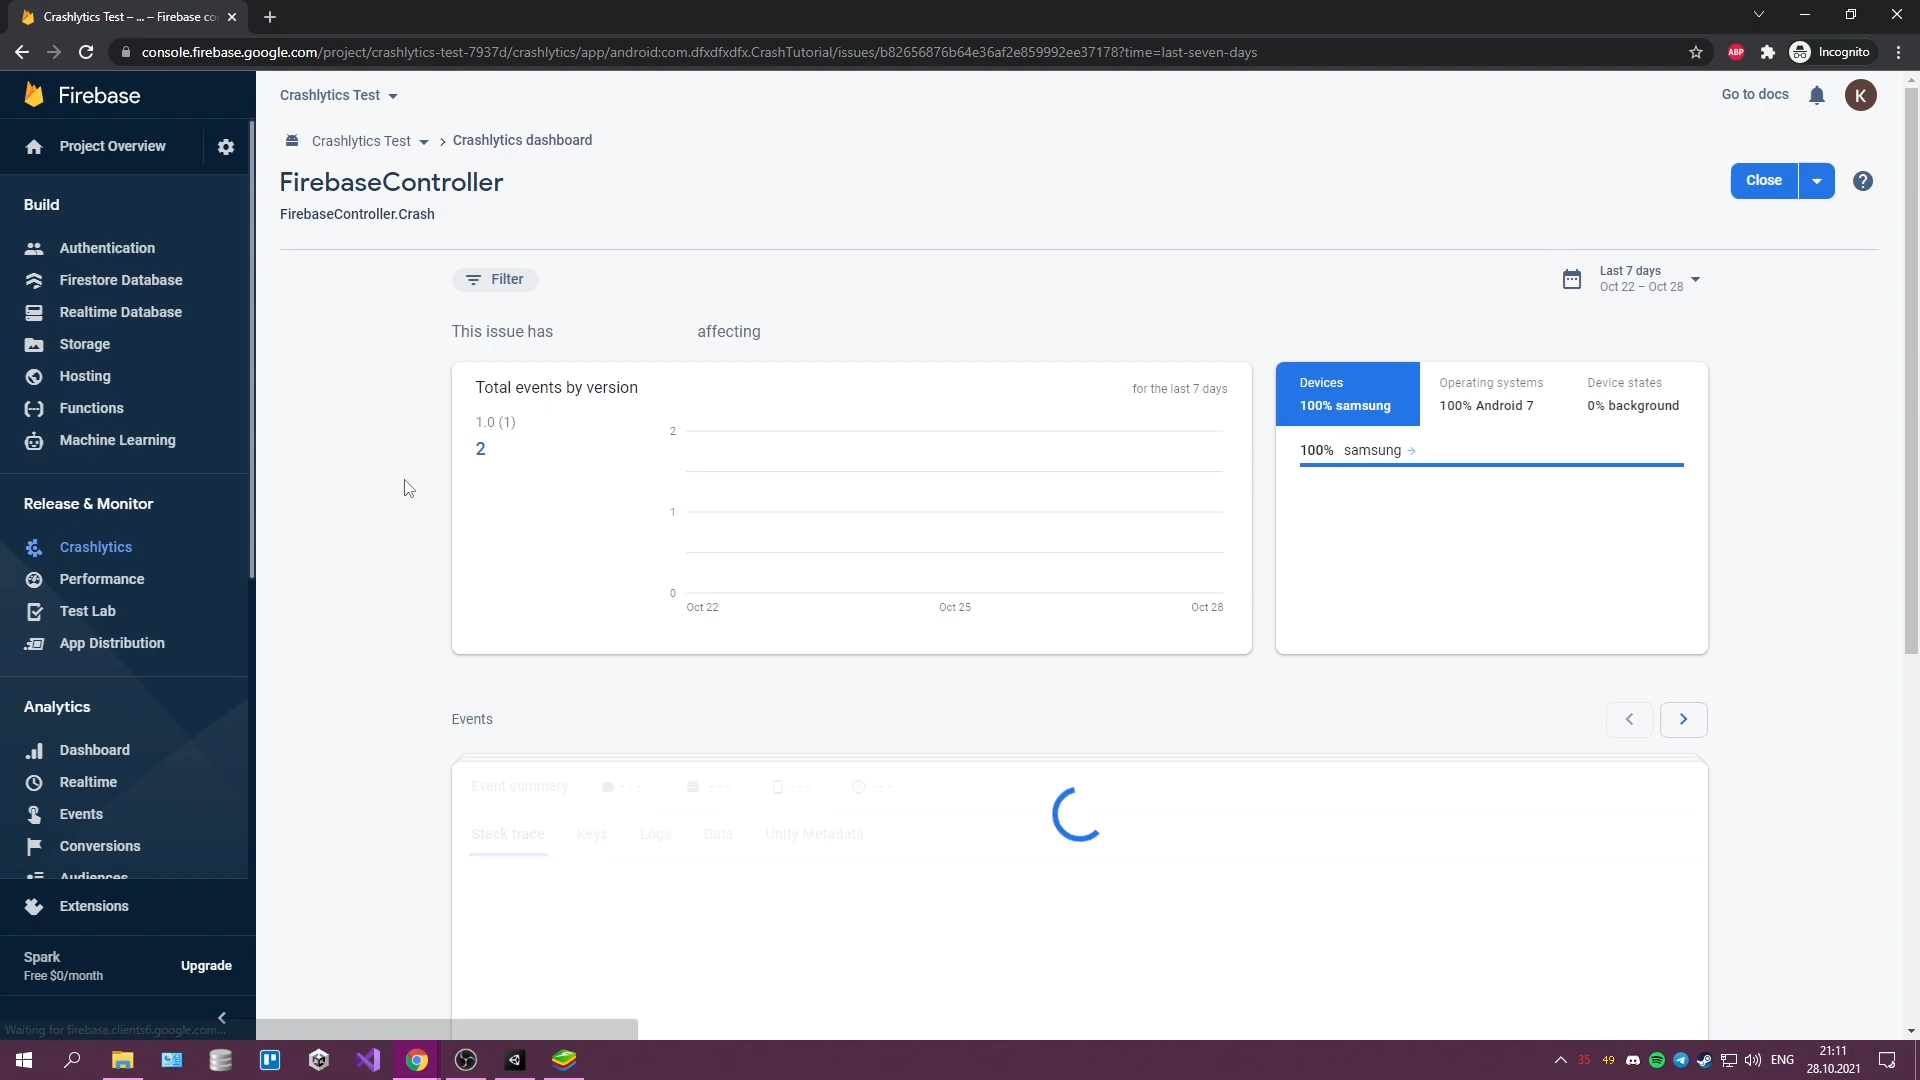 Crashlytics Test – ... – Firebase co
console.firebase.google.com/project/crashlytics-test-7937d/crashlytics/app/android:com.dfxdfxdfx.CrashTutorial/issues/b82656876b64e36af2e859992ee37178?time=last-seven-days
ABP
Incognito
Firebase
Crashlytics Test
Go to docs
K
Project Overview
Crashlytics Test > Crashlytics dashboard
FirebaseController
Close
?
FirebaseController.Crash
Build
Authentication
Firestore Database
Realtime Database
Storage
Hosting
Functions
Machine Learning
Release & Monitor
Crashlytics
Performance
Test Lab
App Distribution
Analytics
Dashboard
Realtime
Events
Conversions
Audiences
Extensions
Spark
Free $0/month
Upgrade
Waiting for firebase.clients6.google.com...
Filter
Last 7 days
Oct 22 – Oct 28
This issue has affecting
Total events by version
for the last 7 days
1.0 (1)
2
2
1
0
Oct 22
Oct 25
Oct 28
Devices
100% samsung
Operating systems
100% Android 7
Device states
0% background
100% samsung
Events
Event summary
Stack trace
Keys
Logs
Data
Unity Metadata
35
49
ENG
21:11
28.10.2021